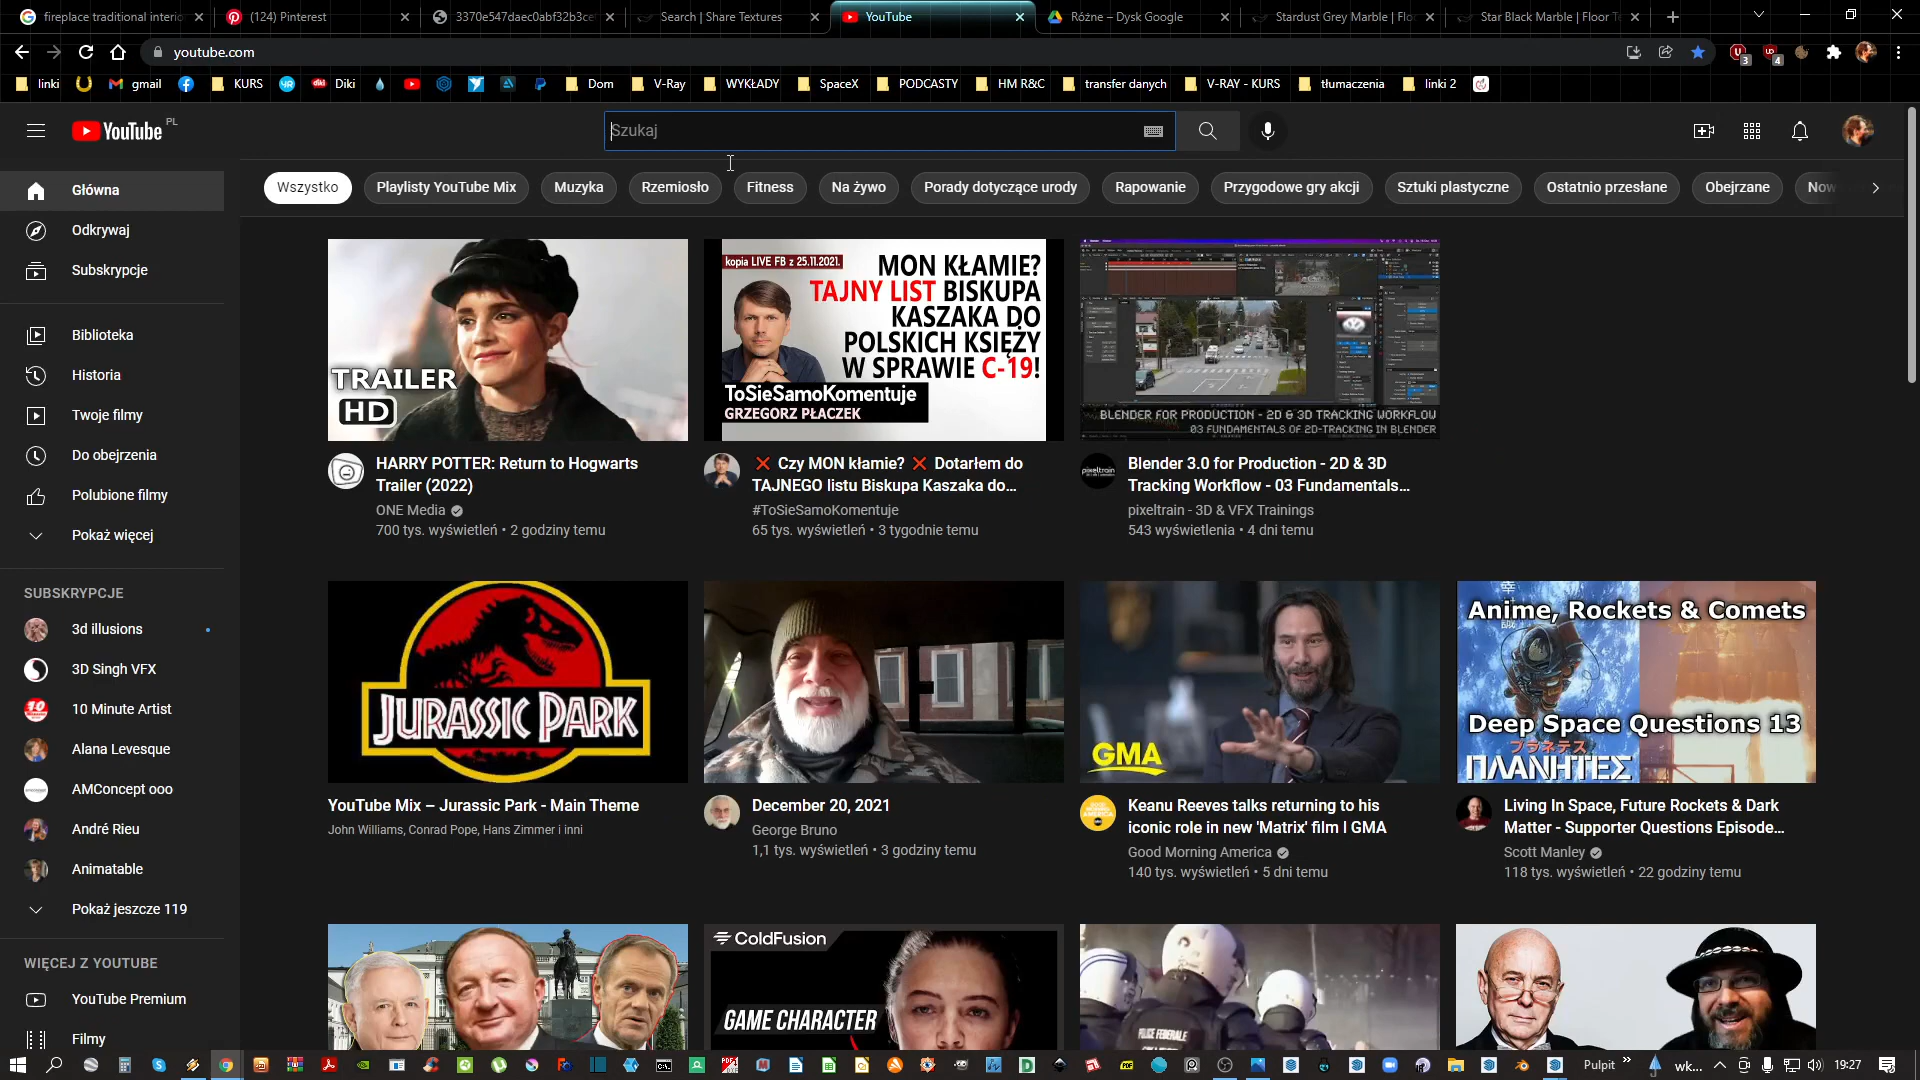 fireplace traditional interio
(124) Pinterest
3370e547daec0abf32b3ce
Search | Share Textures
YouTube
Różne – Dysk Google
Stardust Grey Marble | Flo
Star Black Marble | Floor Te
youtube.com
3
4
linki
gmail
KURS
Diki
Dom
V-Ray
WYKŁADY
SpaceX
PODCASTY
HM R&C
transfer danych
V-RAY - KURS
tłumaczenia
linki 2
YouTube PL
Szukaj
Wszystko
Playlisty YouTube Mix
Muzyka
Rzemiosło
Fitness
Na żywo
Porady dotyczące urody
Rapowanie
Przygodowe gry akcji
Sztuki plastyczne
Ostatnio przesłane
Obejrzane
Now
Główna
Odkrywaj
Subskrypcje
Biblioteka
Historia
Twoje filmy
Do obejrzenia
Polubione filmy
Pokaż więcej
SUBSKRYPCJE
3d illusions
3D Singh VFX
10 Minute Artist
Alana Levesque
AMConcept ooo
André Rieu
Animatable
Pokaż jeszcze 119
WIĘCEJ Z YOUTUBE
YouTube Premium
Filmy
TRAILER
HD
HARRY POTTER: Return to Hogwarts
Trailer (2022)
ONE Media
700 tys. wyświetleń • 2 godziny temu
kopia LIVE FB z 25.11.2021.
MON KŁAMIE?
TAJNY LIST BISKUPA
KASZAKA DO
POLSKICH KSIĘŻY
W SPRAWIE C-19!
ToSieSamoKomentuje
GRZEGORZ PŁACZEK
❌ Czy MON kłamie? ❌ Dotarłem do
TAJNEGO listu Biskupa Kaszaka do...
#ToSieSamoKomentuje
65 tys. wyświetleń • 3 tygodnie temu
BLENDER FOR PRODUCTION - 2D & 3D TRACKING WORKFLOW
03 FUNDAMENTALS OF 2D-TRACKING IN BLENDER
pixeltrain
Blender 3.0 for Production - 2D & 3D
Tracking Workflow - 03 Fundamentals...
pixeltrain - 3D & VFX Trainings
543 wyświetlenia • 4 dni temu
JURASSIC PARK
YouTube Mix – Jurassic Park - Main Theme
John Williams, Conrad Pope, Hans Zimmer i inni
December 20, 2021
George Bruno
1,1 tys. wyświetleń • 3 godziny temu
GMA
Keanu Reeves talks returning to his
iconic role in new 'Matrix' film l GMA
Good Morning America
140 tys. wyświetleń • 5 dni temu
Anime, Rockets & Comets
Deep Space Questions 13
プラネテス
ΠΛΑΝΗΤΕΣ
Living In Space, Future Rockets & Dark
Matter - Supporter Questions Episode...
Scott Manley
118 tys. wyświetleń • 22 godziny temu
ColdFusion
GAME CHARACTER
Pulpit
wk...
19:27